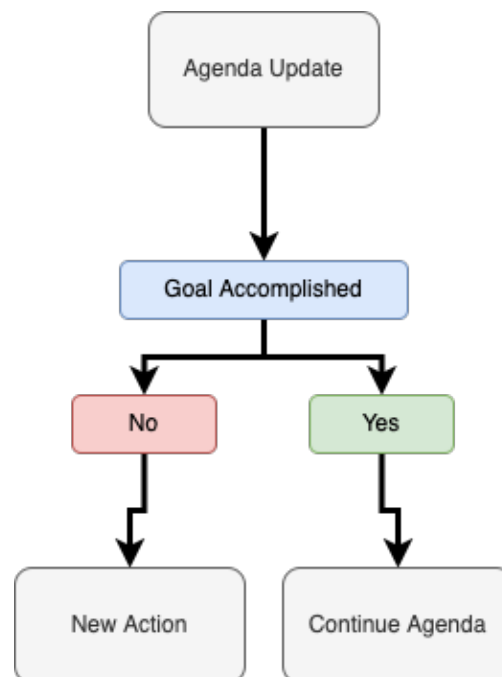 Agenda Update
Goal Accomplished
No
Yes
New Action
Continue Agenda